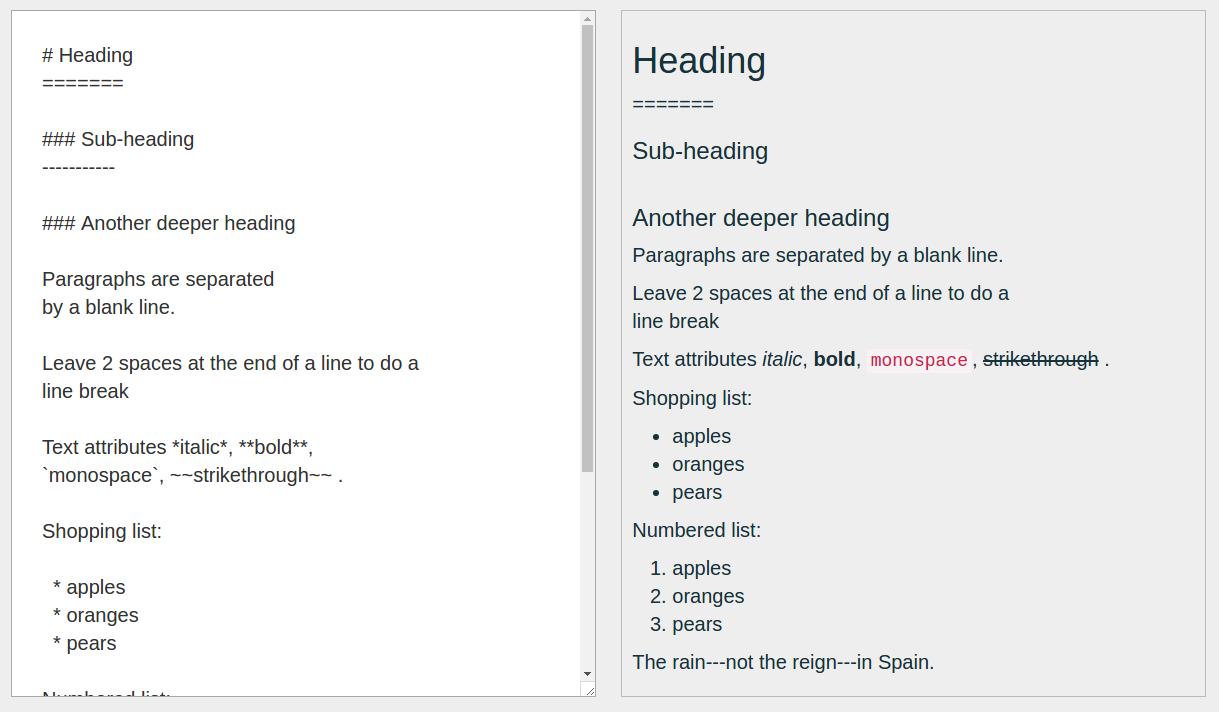 # Heading
=======
### Sub-heading
-----------
### Another deeper heading
Paragraphs are separated
by a blank line.
Leave 2 spaces at the end of a line to do a
line break
Text attributes *italic*, **bold**,
`monospace`, ~~strikethrough~~ .
Shopping list:
* apples
* oranges
* pears
Numbered list:
Heading
=======
Sub-heading
Another deeper heading
Paragraphs are separated by a blank line.
Leave 2 spaces at the end of a line to do a
line break
Text attributes italic, bold, monospace, strikethrough .
Shopping list:
• apples
• oranges
• pears
Numbered list:
1. apples
2. oranges
3. pears
The rain---not the reign---in Spain.